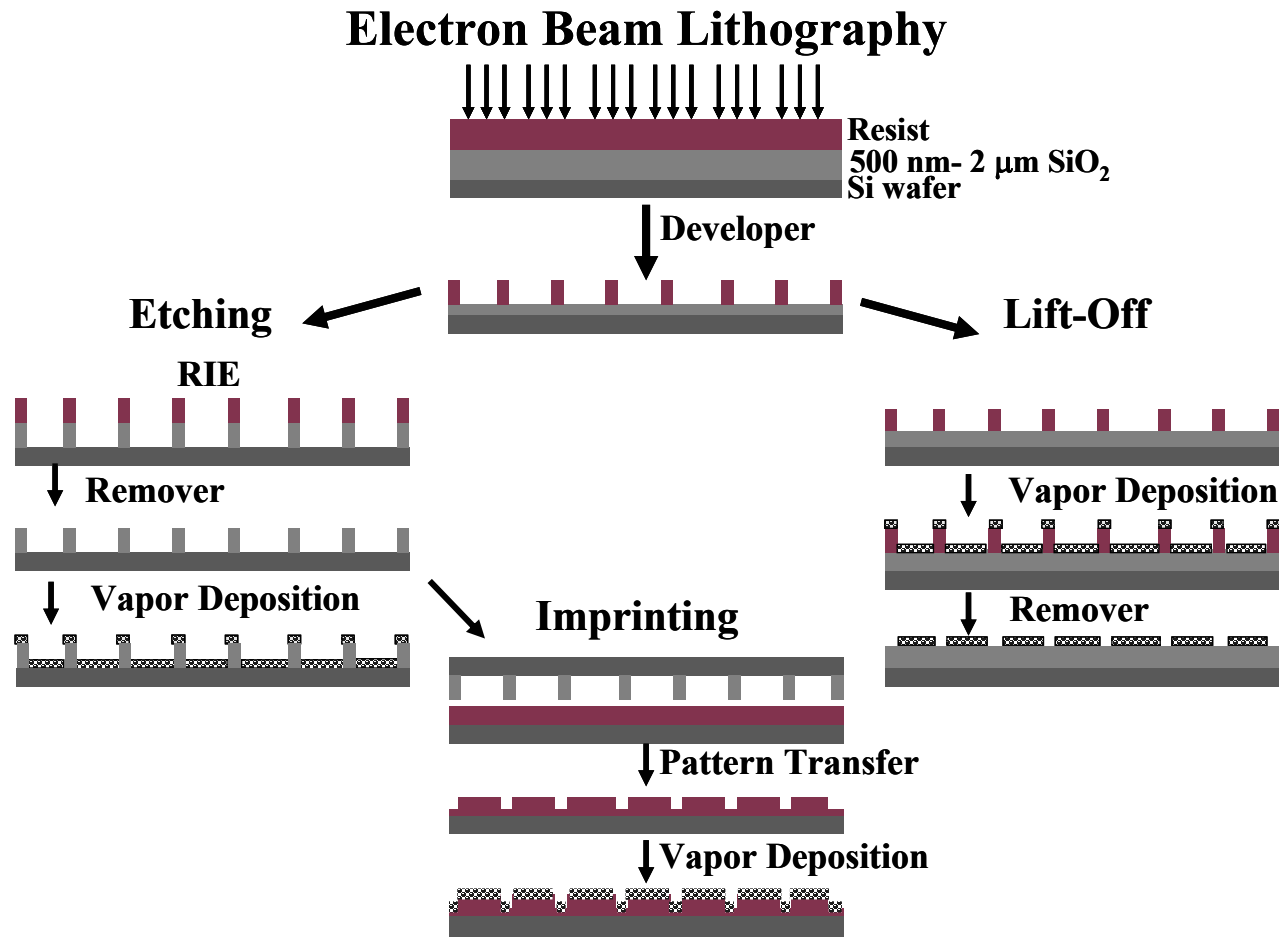 Electron Beam Lithography
Resist
500 nm- 2 μm SiO₂
Si wafer
Developer
Etching
Lift-Off
RIE
Remover
Vapor Deposition
Vapor Deposition
Remover
Imprinting
Pattern Transfer
Vapor Deposition